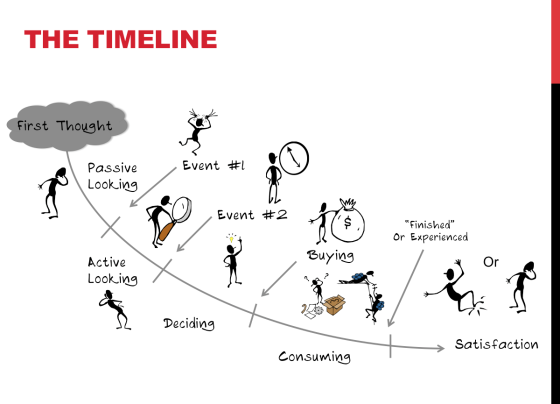 THE TIMELINE
First Thought
Passive
Looking
Event #1
Event #2
Active
Looking
Deciding
$
Buying
"Finished"
Or Experienced
Or
? ?
Consuming
Satisfaction